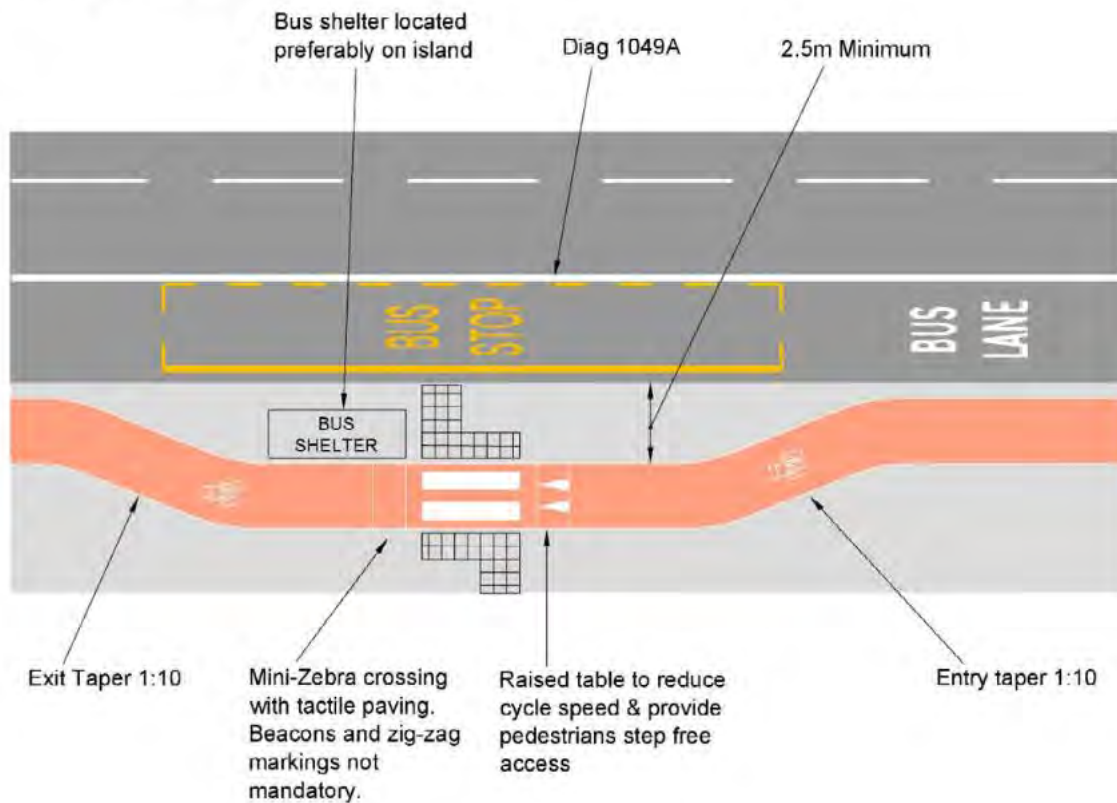 Bus shelter located
preferably on island
Diag 1049A
2.5m Minimum
BUS
STOP
BUS
LANE
BUS
SHELTER
Exit Taper 1:10
Mini-Zebra crossing
with tactile paving.
Beacons and zig-zag
markings not
mandatory.
Raised table to reduce
cycle speed & provide
pedestrians step free
access
Entry taper 1:10